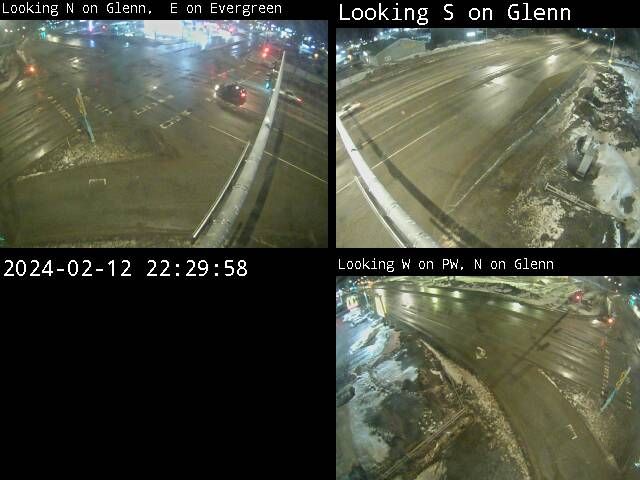 Looking N on Glenn,  E on Evergreen
Looking S on Glenn
2024-02-12 22:29:58
Looking W on PW, N on Glenn